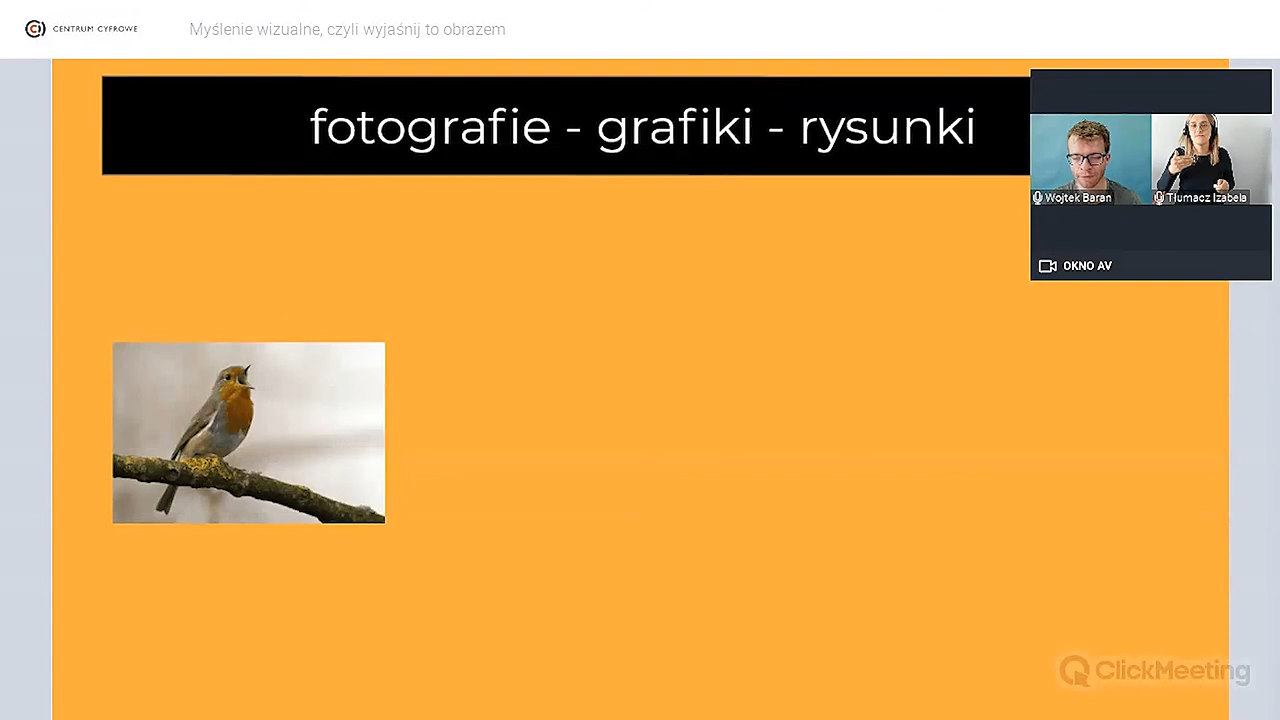 CENTRUM CYFROWE
Myślenie wizualne, czyli wyjaśnij to obrazem
fotografie - grafiki - rysunki
Wojtek Baran
Tłumacz Izabela
OKNO AV
ClickMeeting